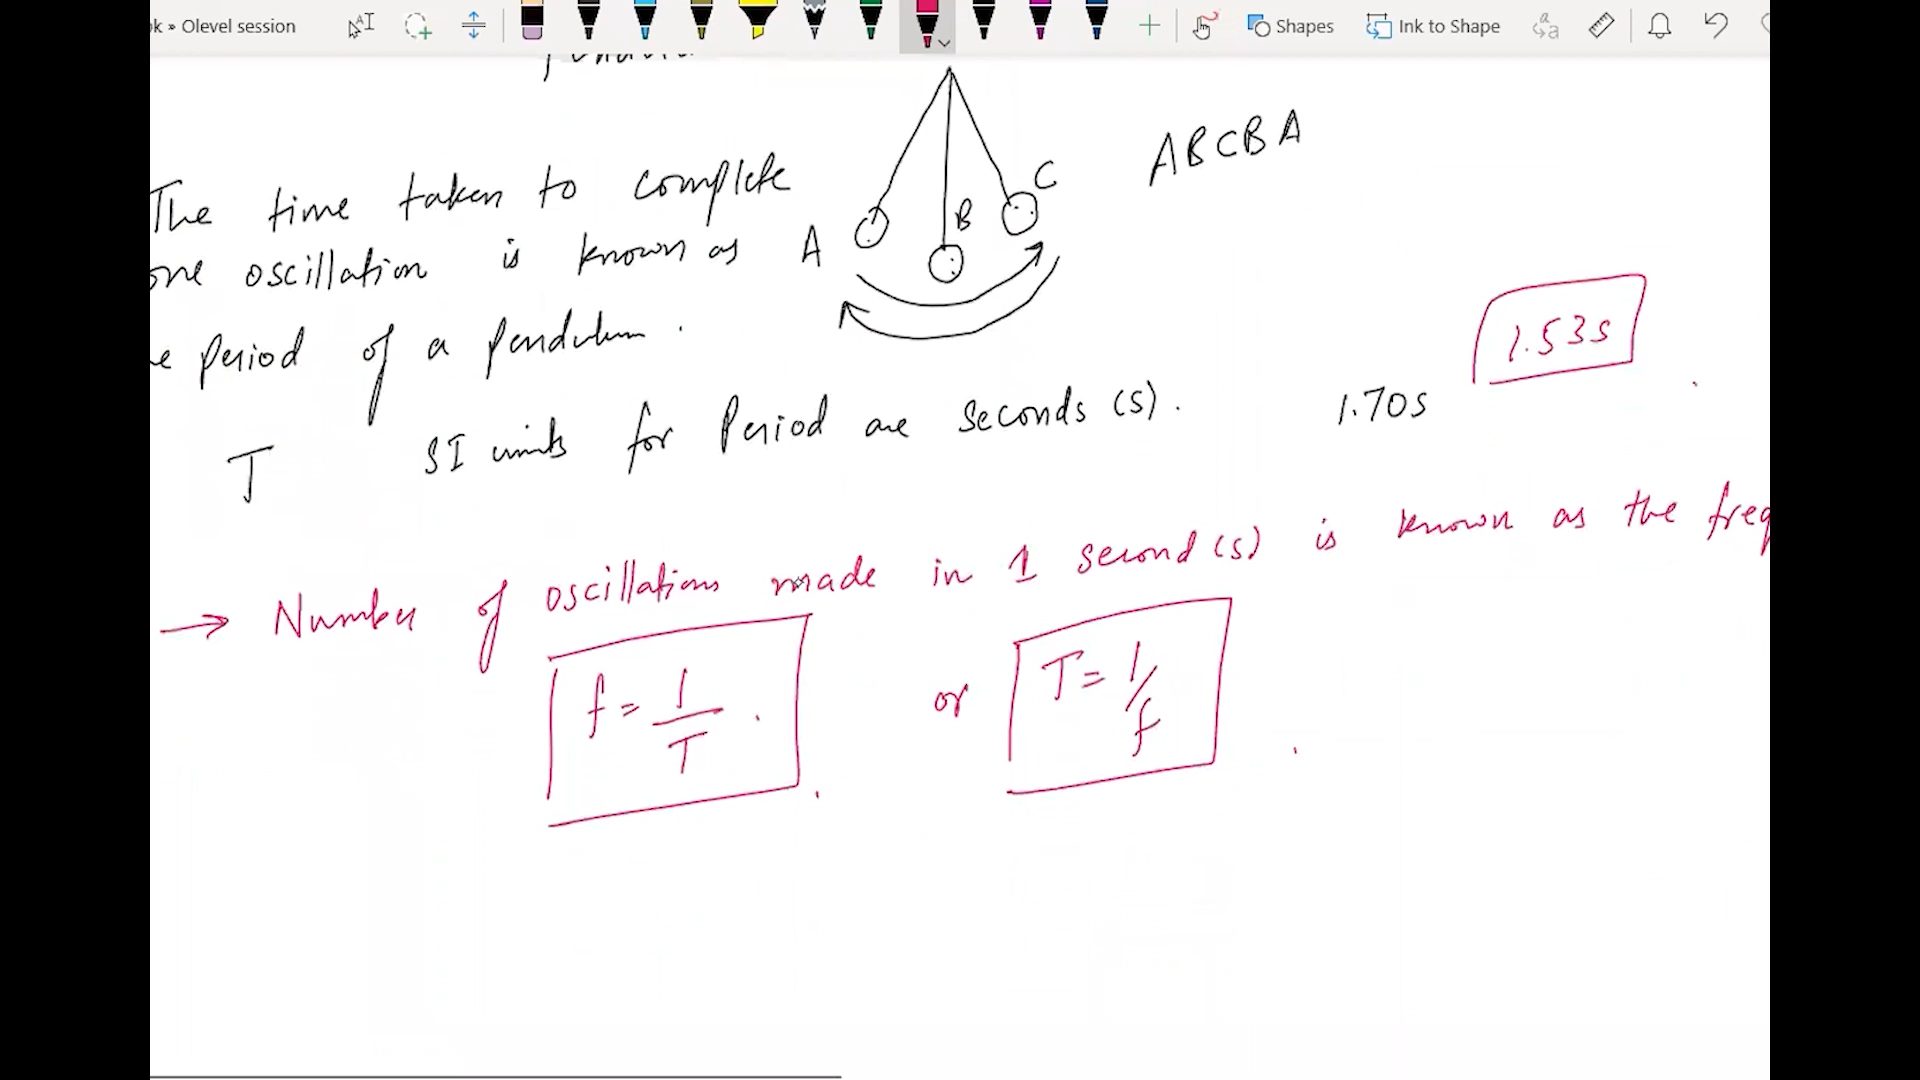 k » Olevel session
Shapes
Ink to Shape
The time taken to complete
one oscillation is known as
e Period of a pendulum.
A
B
C
ABCBA
1.53s
1.70s
T SI units for Period are seconds (s).
→ Number of oscillations made in 1 second(s) is known as the freq
f = 1/T .
or
T = 1/f